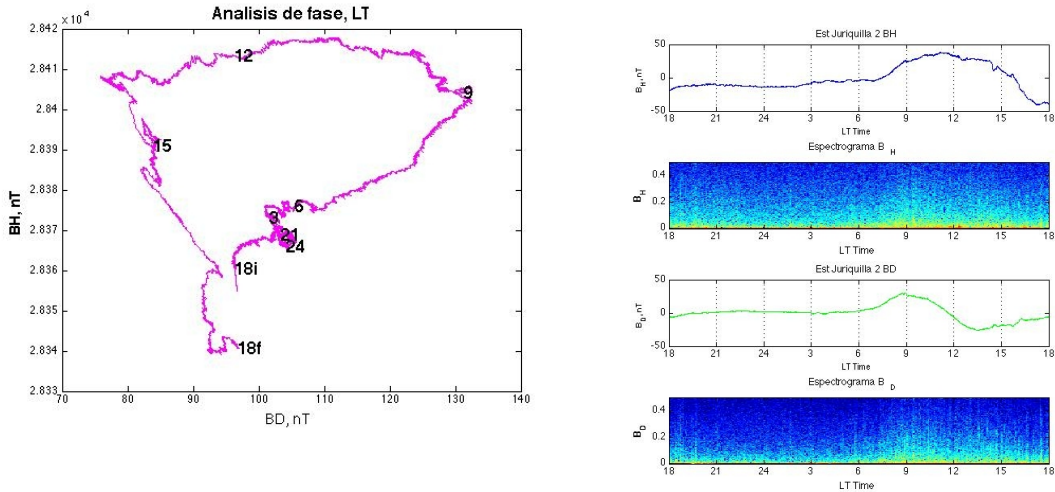 Analisis de fase, LT
× 10⁴
2.842
2.841
2.84
2.839
2.838
2.837
2.836
2.835
2.834
2.833
BH, nT
12
9
15
6
3
21
24
18i
18f
70 80 90 100 110 120 130 140
BD, nT
Est Juriquilla 2 BH
50
0
-50
B_H, nT
18 21 24 3 6 9 12 15 18
LT Time
Espectrograma B_H
0.4
0.2
0
B_H
18 21 24 3 6 9 12 15 18
LT Time
Est Juriquilla 2 BD
50
0
-50
B_D, nT
18 21 24 3 6 9 12 15 18
LT Time
Espectrograma B_D
0.4
0.2
0
B_D
18 21 24 3 6 9 12 15 18
LT Time